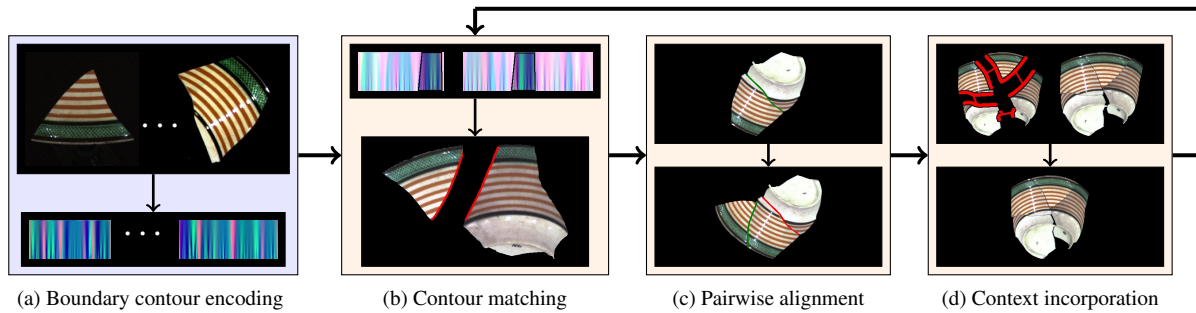 (a) Boundary contour encoding
(b) Contour matching
(c) Pairwise alignment
(d) Context incorporation